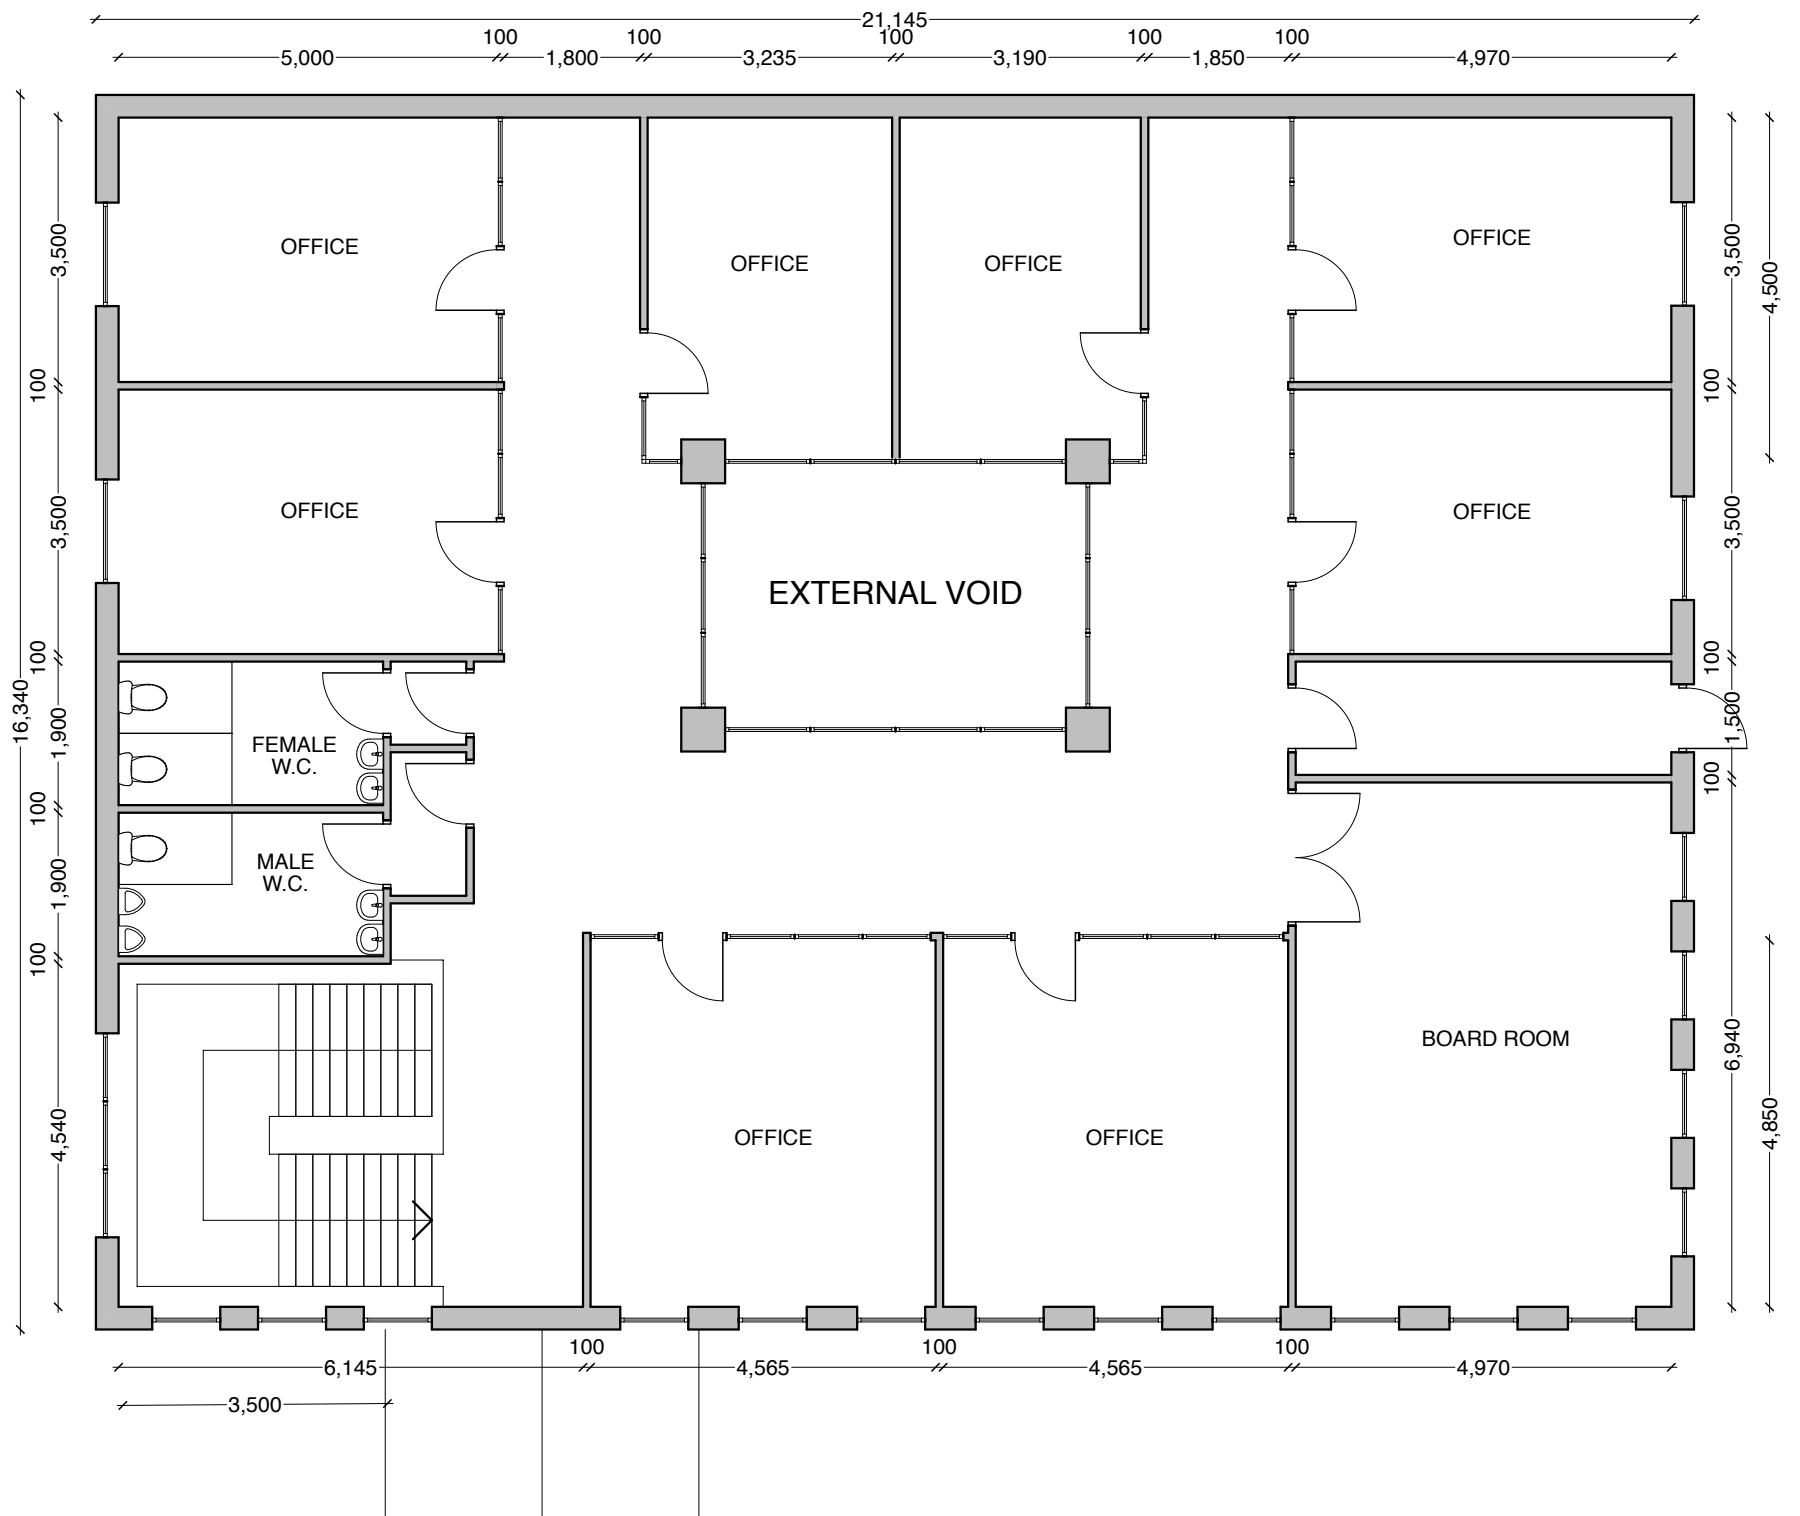 21,145
100 100 100 100 100
5,000 1,800 3,235 3,190 1,850 4,970
16,340
3,500
100
3,500
100
1,900
100
1,900
100
4,540
OFFICE
OFFICE
OFFICE
OFFICE
OFFICE
OFFICE
EXTERNAL VOID
FEMALE
W.C.
MALE
W.C.
OFFICE
OFFICE
BOARD ROOM
3,500
100
3,500
100
1,500
100
6,940
4,500
4,850
100 100 100
6,145 4,565 4,565 4,970
3,500